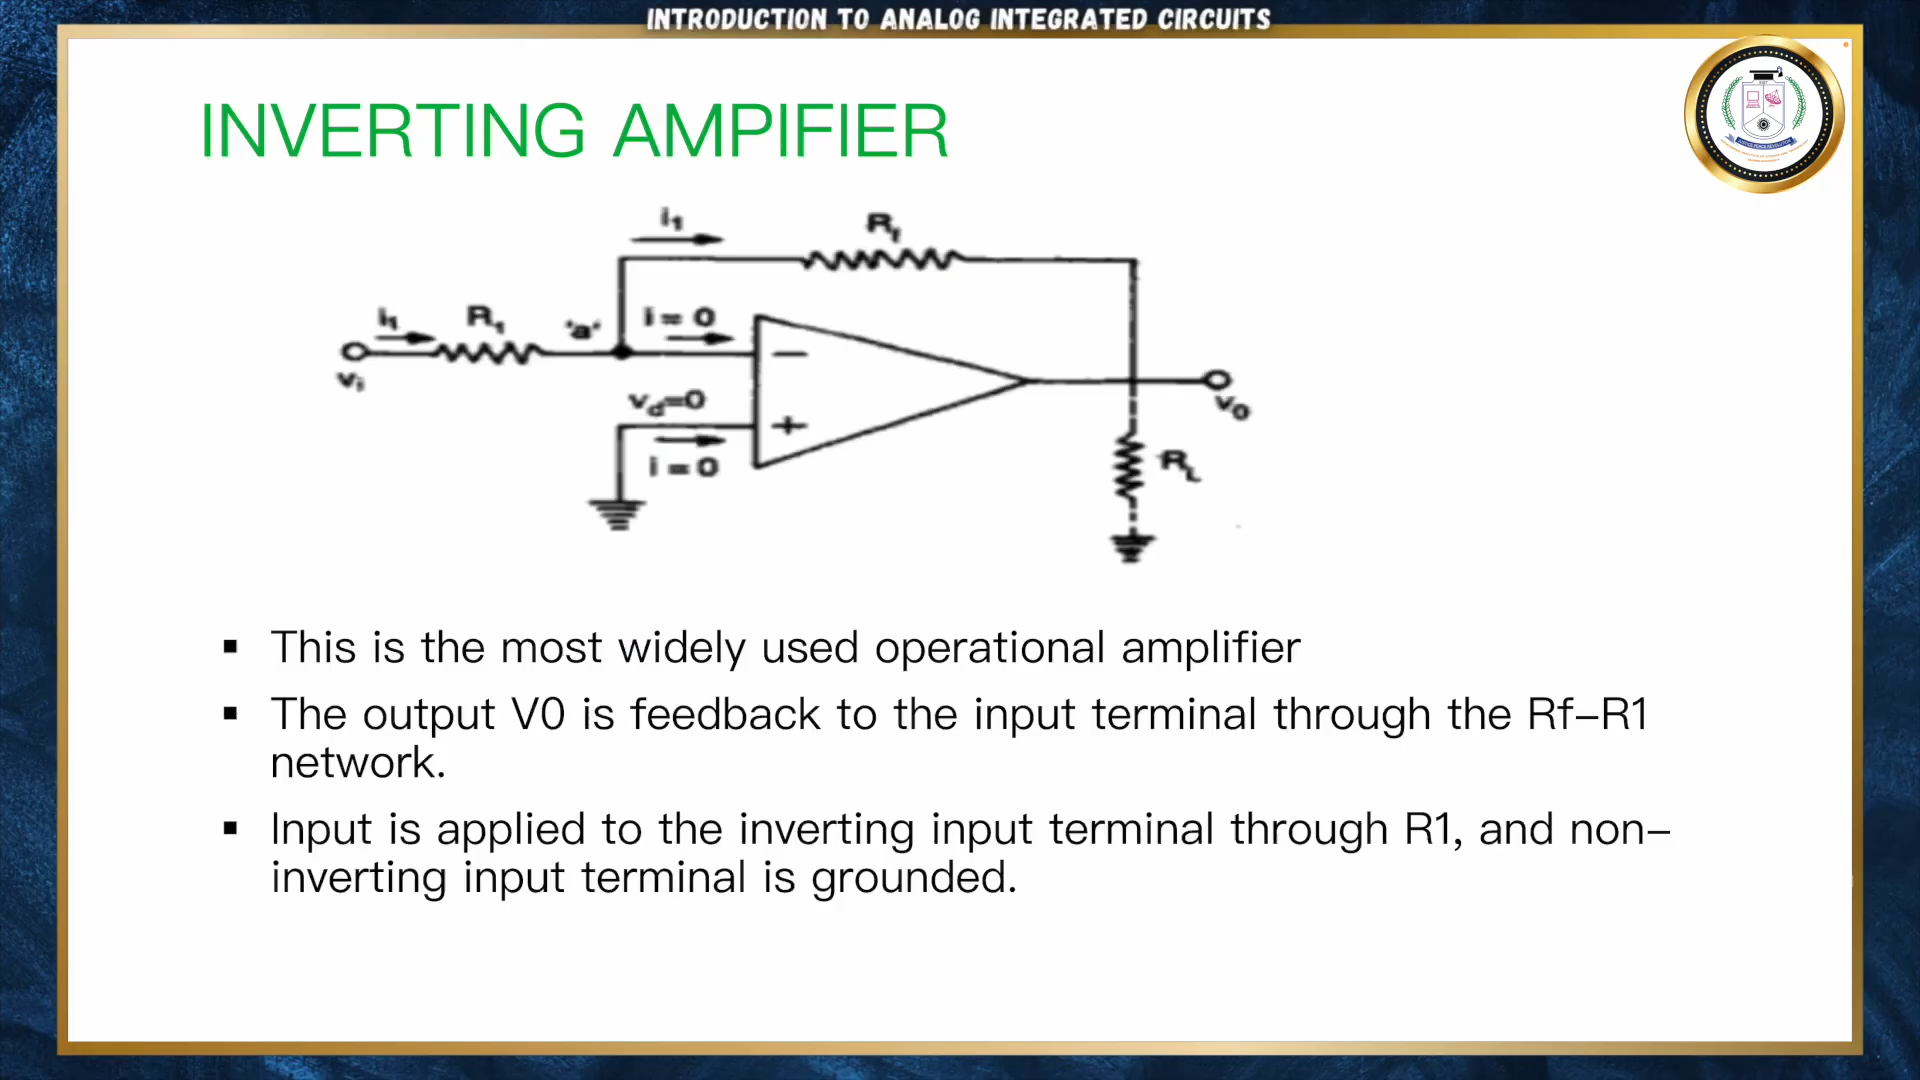 INTRODUCTION TO ANALOG INTEGRATED CIRCUITS
INVERTING AMPIFIER
i1
Rf
i1
R1
'a'
i = 0
−
vi
vd=0
+
i = 0
v0
RL
▪ This is the most widely used operational amplifier
▪ The output V0 is feedback to the input terminal through the Rf–R1
network.
▪ Input is applied to the inverting input terminal through R1, and non–
inverting input terminal is grounded.